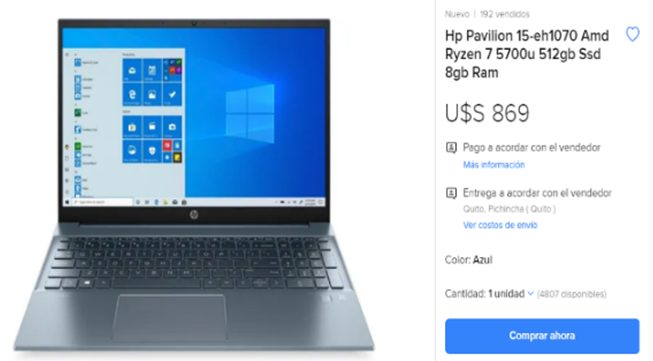 Nuevo | 192 vendidos
Hp Pavilion 15-eh1070 Amd
Ryzen 7 5700u 512gb Ssd
8gb Ram
U$S 869
Pago a acordar con el vendedor
Más información
Entrega a acordar con el vendedor
Quito, Pichincha ( Quito )
Ver costos de envío
Color: Azul
Cantidad: 1 unidad (4807 disponibles)
Comprar ahora
hp